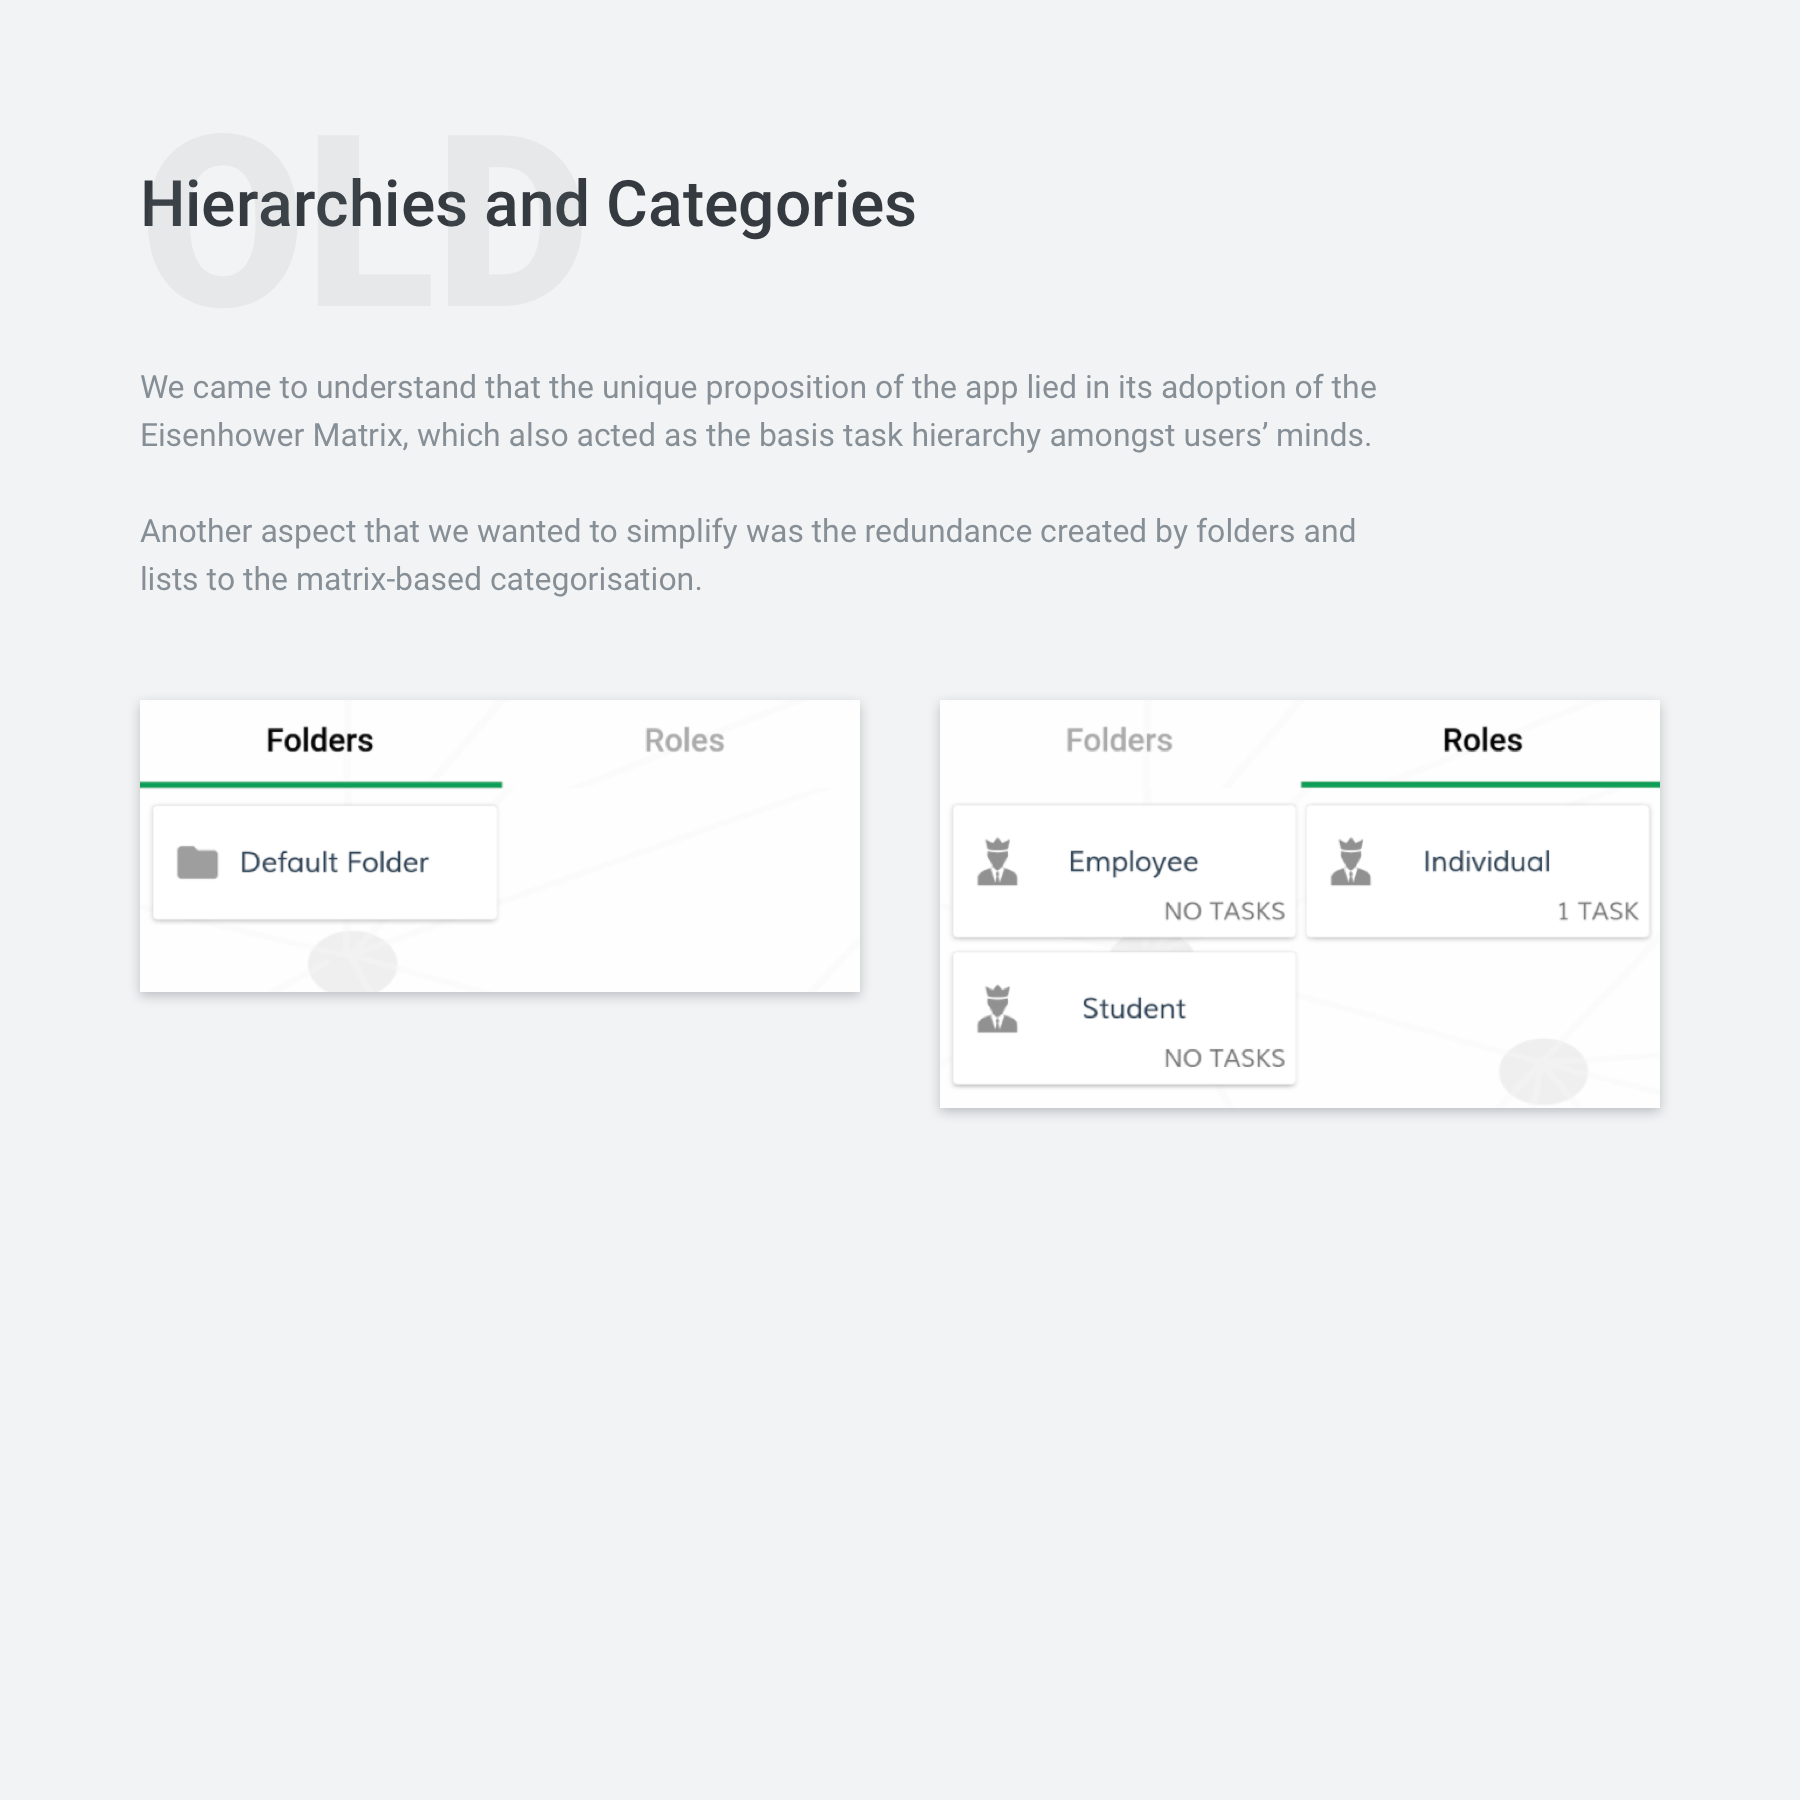 OLD
Hierarchies and Categories
We came to understand that the unique proposition of the app lied in its adoption of the
Eisenhower Matrix, which also acted as the basis task hierarchy amongst users’ minds.
Another aspect that we wanted to simplify was the redundance created by folders and
lists to the matrix-based categorisation.
Folders
Roles
Default Folder
Folders
Roles
Employee
NO TASKS
Individual
1 TASK
Student
NO TASKS